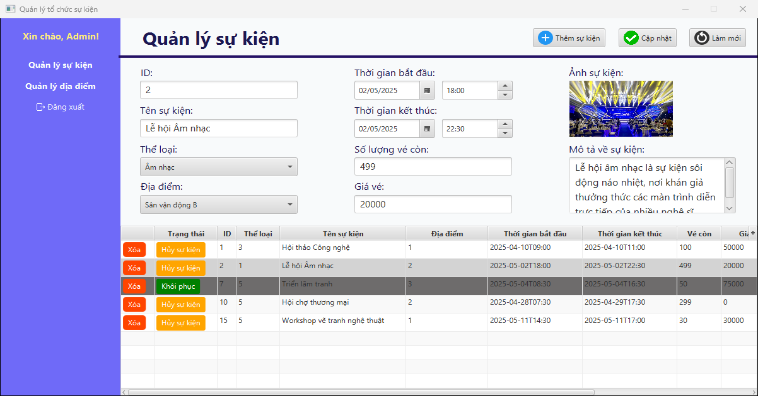 Quản lý tổ chức sự kiện
Xin chào, Admin!
Quản lý sự kiện
Quản lý địa điểm
Đăng xuất
Quản lý sự kiện
Thêm sự kiện
Cập nhật
Làm mới
ID:
2
Tên sự kiện:
Lễ hội Âm nhạc
Thể loại:
Âm nhạc
Địa điểm:
Sân vận động B
Thời gian bắt đầu:
02/05/2025 18:00
Thời gian kết thúc:
02/05/2025 22:30
Số lượng vé còn:
499
Giá vé:
20000
Ảnh sự kiện:
Mô tả về sự kiện:
Lễ hội âm nhạc là sự kiện sôi
động náo nhiệt, nơi khán giả
thưởng thức các màn trình diễn
trực tiếp của nhiều nghệ sĩ
Trạng thái ID Thể loại Tên sự kiện Địa điểm Thời gian bắt đầu Thời gian kết thúc Vé còn Giá
Xóa Hủy sự kiện 1 3 Hội thảo Công nghệ 1 2025-04-10T09:00 2025-04-10T11:00 100 50000
Xóa Hủy sự kiện 2 1 Lễ hội Âm nhạc 2 2025-05-02T18:00 2025-05-02T22:30 499 20000
Xóa Khôi phục 7 5 Triển lãm tranh 3 2025-05-04T08:30 2025-05-04T16:30 50 75000
Xóa Hủy sự kiện 10 5 Hội chợ thương mại 2 2025-04-28T07:30 2025-04-29T17:30 299 0
Xóa Hủy sự kiện 15 5 Workshop vẽ tranh nghệ thuật 1 2025-05-11T14:30 2025-05-11T17:00 30 30000